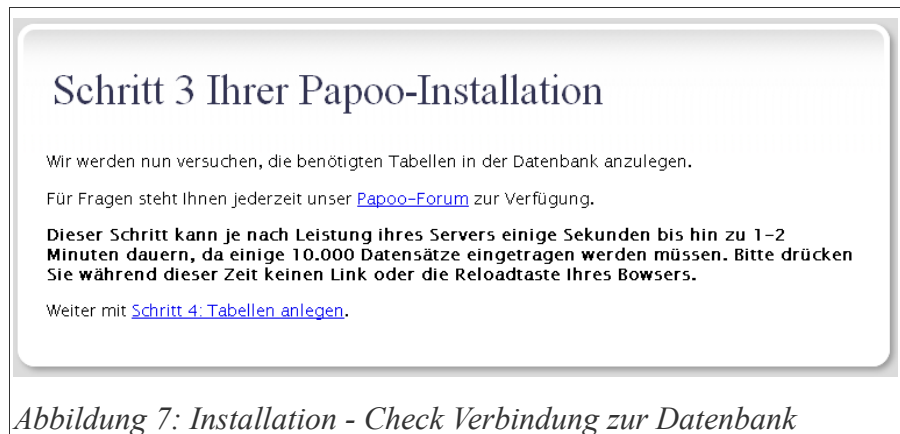 Schritt 3 Ihrer Papoo-Installation
Wir werden nun versuchen, die benötigten Tabellen in der Datenbank anzulegen.
Für Fragen steht Ihnen jederzeit unser Papoo-Forum zur Verfügung.
Dieser Schritt kann je nach Leistung ihres Servers einige Sekunden bis hin zu 1-2
Minuten dauern, da einige 10.000 Datensätze eingetragen werden müssen. Bitte drücken
Sie während dieser Zeit keinen Link oder die Reloadtaste Ihres Bowsers.
Weiter mit Schritt 4: Tabellen anlegen.
Abbildung 7: Installation - Check Verbindung zur Datenbank